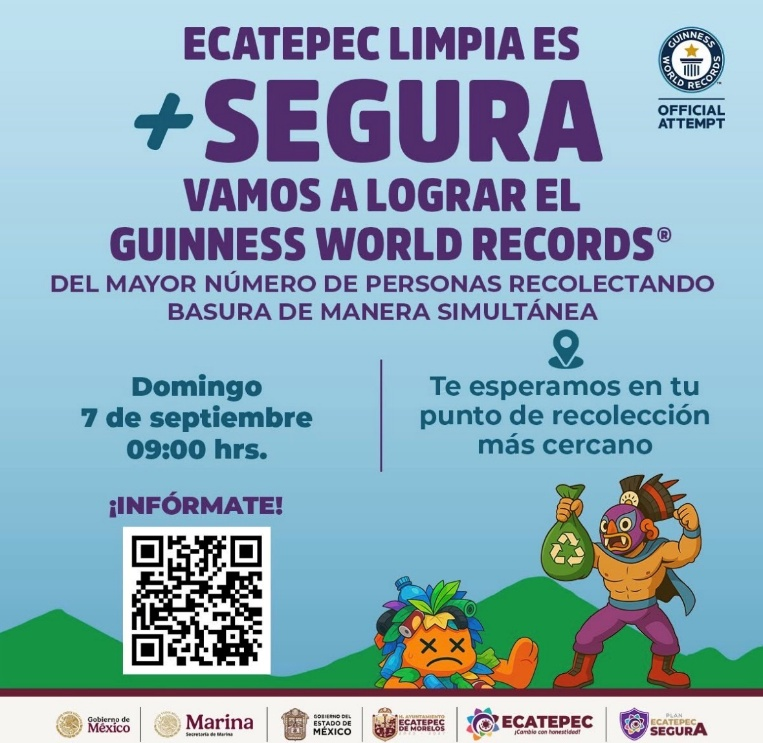 ECATEPEC LIMPIA ES
+SEGURA
VAMOS A LOGRAR EL
GUINNESS WORLD RECORDS®
DEL MAYOR NÚMERO DE PERSONAS RECOLECTANDO
BASURA DE MANERA SIMULTÁNEA
GUINNESS
WORLD RECORDS
OFFICIAL
ATTEMPT
Domingo
7 de septiembre
09:00 hrs.
Te esperamos en tu
punto de recolección
más cercano
¡INFÓRMATE!
Gobierno de
México
Marina
Secretaría de Marina
GOBIERNO DEL
ESTADO DE
MÉXICO
H. AYUNTAMIENTO
ECATEPEC
DE MORELOS
ECATEPEC
¡Cambia con honestidad!
PLAN
ECATEPEC
SEGURA